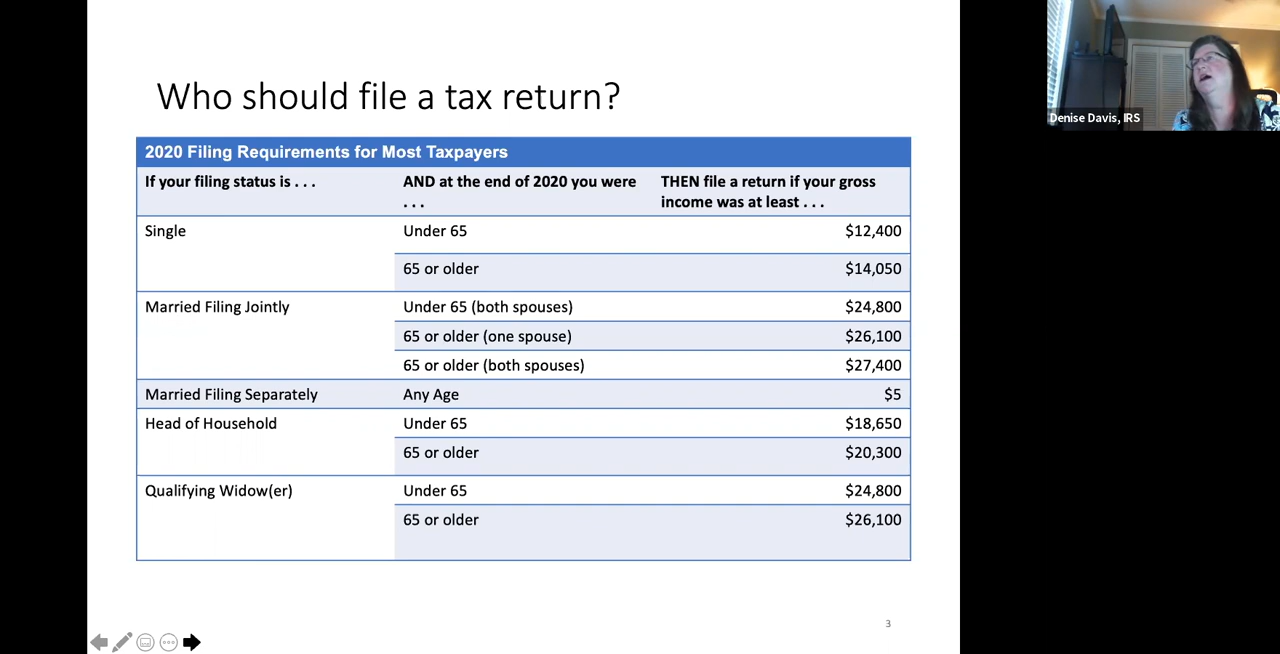 Who should file a tax return?
2020 Filing Requirements for Most Taxpayers
If your filing status is . . .
AND at the end of 2020 you were
. . .
THEN file a return if your gross
income was at least . . .
Single
Under 65
$12,400
65 or older
$14,050
Married Filing Jointly
Under 65 (both spouses)
$24,800
65 or older (one spouse)
$26,100
65 or older (both spouses)
$27,400
Married Filing Separately
Any Age
$5
Head of Household
Under 65
$18,650
65 or older
$20,300
Qualifying Widow(er)
Under 65
$24,800
65 or older
$26,100
3
Denise Davis, IRS